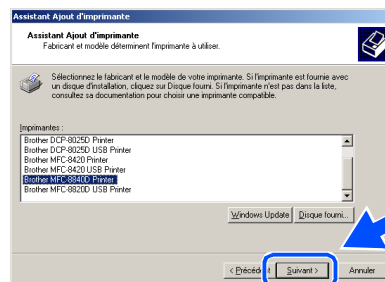 Assistant Ajout d'imprimante
Assistant Ajout d'imprimante
Fabricant et modèle déterminent l'imprimante à utiliser.
Sélectionnez le fabricant et le modèle de votre imprimante. Si l'imprimante est fournie avec
un disque d'installation, cliquez sur Disque fourni. Si l'imprimante n'est pas dans la liste,
consultez sa documentation pour choisir une imprimante compatible.
Imprimantes :
Brother DCP-8025D Printer
Brother DCP-8025D USB Printer
Brother MFC-8420 Printer
Brother MFC-8420 USB Printer
Brother MFC-8840D Printer
Brother MFC-8820D USB Printer
Windows Update Disque fourni...
< Précédent Suivant > Annuler